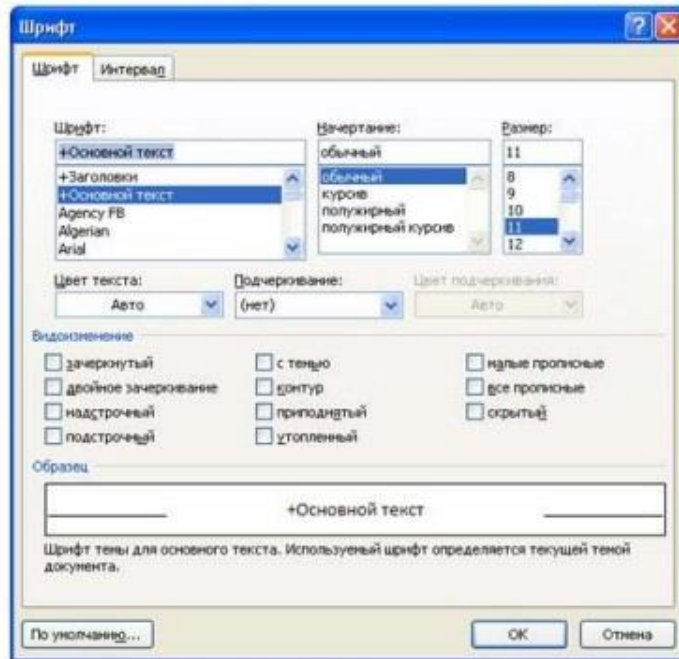 Шрифт
Шрифт Интервал
Шрифт: Начертание: Размер:
+Основной текст обычный 11
+Заголовки обычный 8
+Основной текст курсив 9
Agency FB полужирный 10
Algerian полужирный курсив 11
Arial 12
Цвет текста: Подчеркивание: Цвет подчеркивания:
Авто (нет) Авто
Видоизменение
зачеркнутый с тенью малые прописные
двойное зачеркивание контур все прописные
надстрочный приподнятый скрытый
подстрочный утопленный
Образец
+Основной текст
Шрифт темы для основного текста. Используемый шрифт определяется текущей темой
документа.
По умолчанию... ОК Отмена